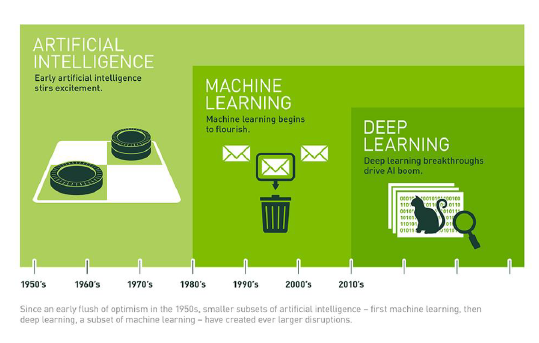 ARTIFICIAL
INTELLIGENCE
Early artificial intelligence
stirs excitement.
MACHINE
LEARNING
Machine learning begins
to flourish.
DEEP
LEARNING
Deep learning breakthroughs
drive AI boom.
1950's 1960's 1970's 1980's 1990's 2000's 2010's
Since an early flush of optimism in the 1950s, smaller subsets of artificial intelligence – first machine learning, then
deep learning, a subset of machine learning – have created ever larger disruptions.